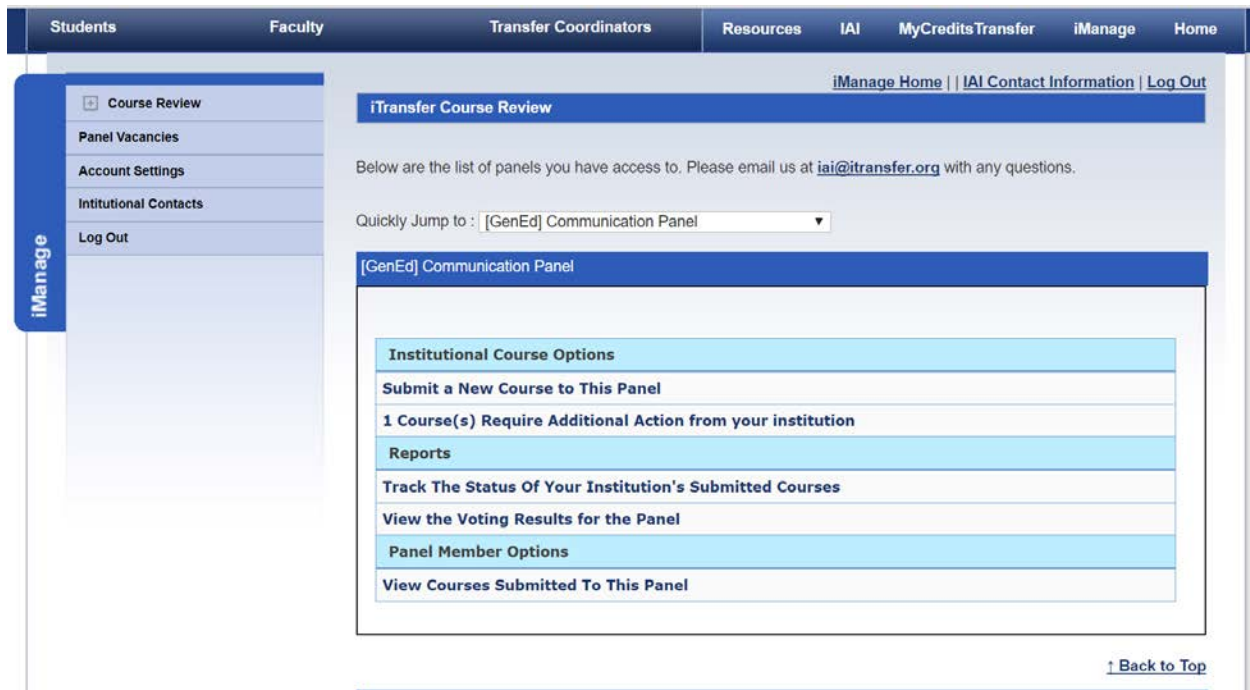 Students Faculty Transfer Coordinators Resources IAI MyCreditsTransfer iManage Home
iManage Home | | IAI Contact Information | Log Out
iManage
Course Review
Panel Vacancies
Account Settings
Intitutional Contacts
Log Out
iTransfer Course Review
Below are the list of panels you have access to. Please email us at iai@itransfer.org with any questions.
Quickly Jump to : [GenEd] Communication Panel
[GenEd] Communication Panel
Institutional Course Options
Submit a New Course to This Panel
1 Course(s) Require Additional Action from your institution
Reports
Track The Status Of Your Institution's Submitted Courses
View the Voting Results for the Panel
Panel Member Options
View Courses Submitted To This Panel
↑ Back to Top